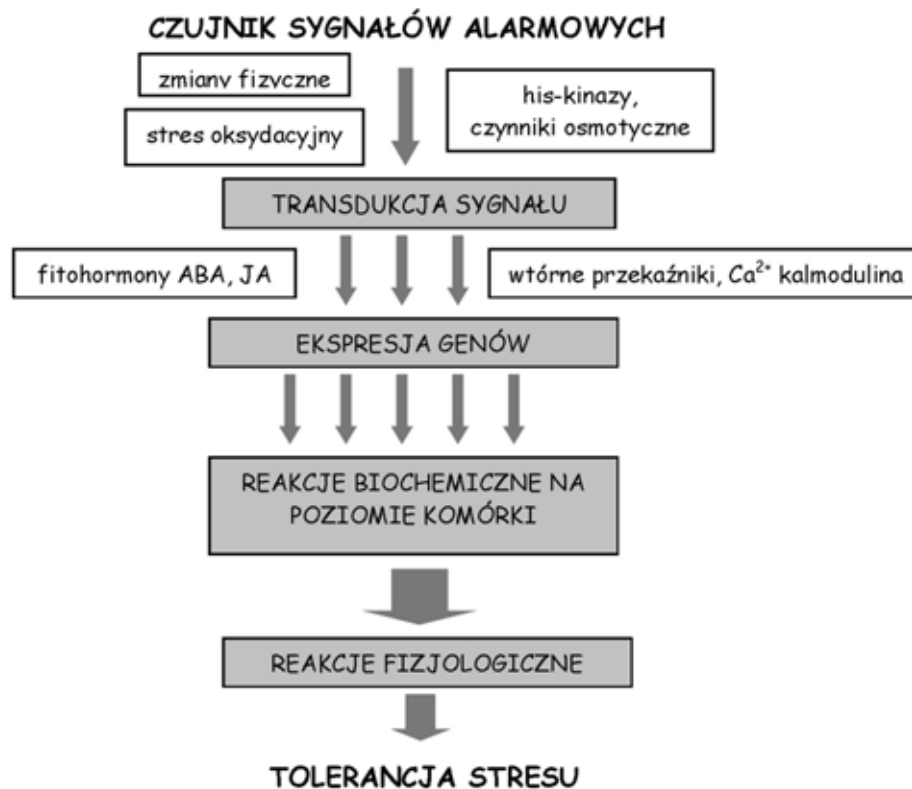 CZUJNIK SYGNAŁÓW ALARMOWYCH
zmiany fizyczne
stres oksydacyjny
his-kinazy,
czynniki osmotyczne
TRANSDUKCJA SYGNAŁU
fitohormony ABA, JA
wtórne przekaźniki, Ca²⁺ kalmodulina
EKSPRESJA GENÓW
REAKCJE BIOCHEMICZNE NA
POZIOMIE KOMÓRKI
REAKCJE FIZJOLOGICZNE
TOLERANCJA STRESU